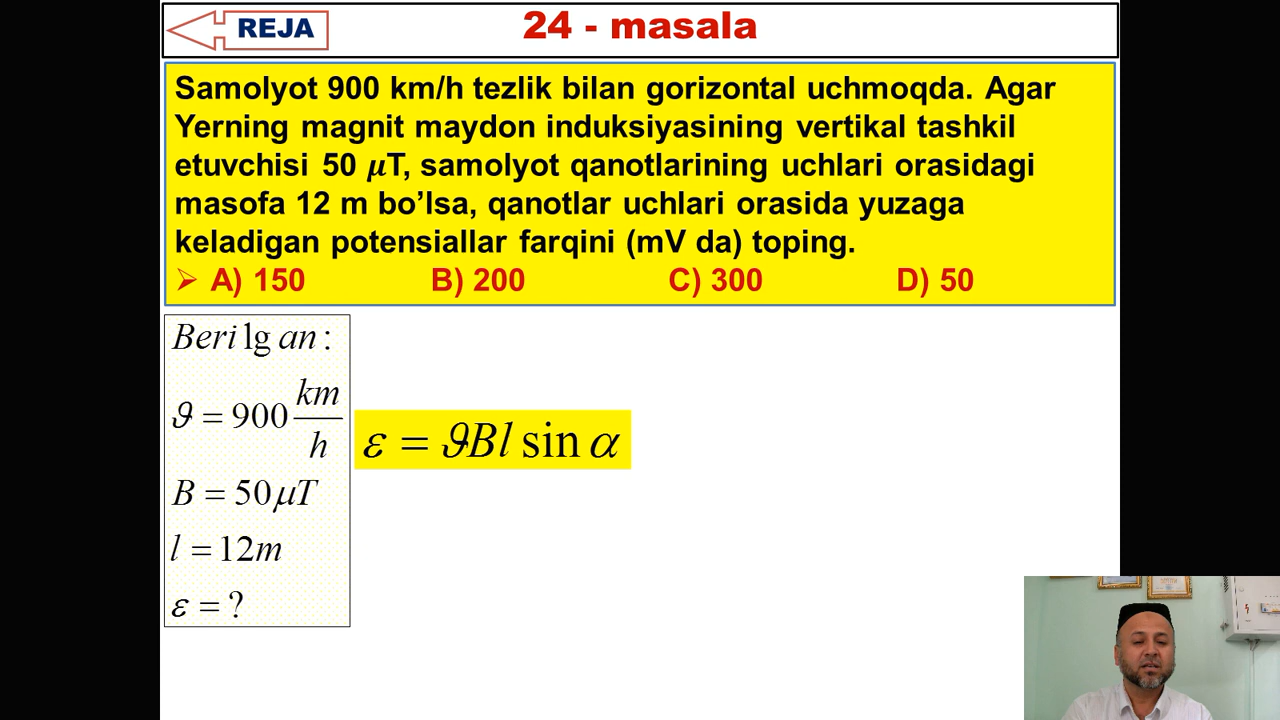 REJA
24 - masala
Samolyot 900 km/h tezlik bilan gorizontal uchmoqda. Agar
Yerning magnit maydon induksiyasining vertikal tashkil
etuvchisi 50 𝝁T, samolyot qanotlarining uchlari orasidagi
masofa 12 m bo’lsa, qanotlar uchlari orasida yuzaga
keladigan potensiallar farqini (mV da) toping.
➢ A) 150 B) 200 C) 300 D) 50
Beri lg an :
ϑ = 900 km/h
B = 50μT
l = 12m
ε = ?
ε = ϑBl sin α